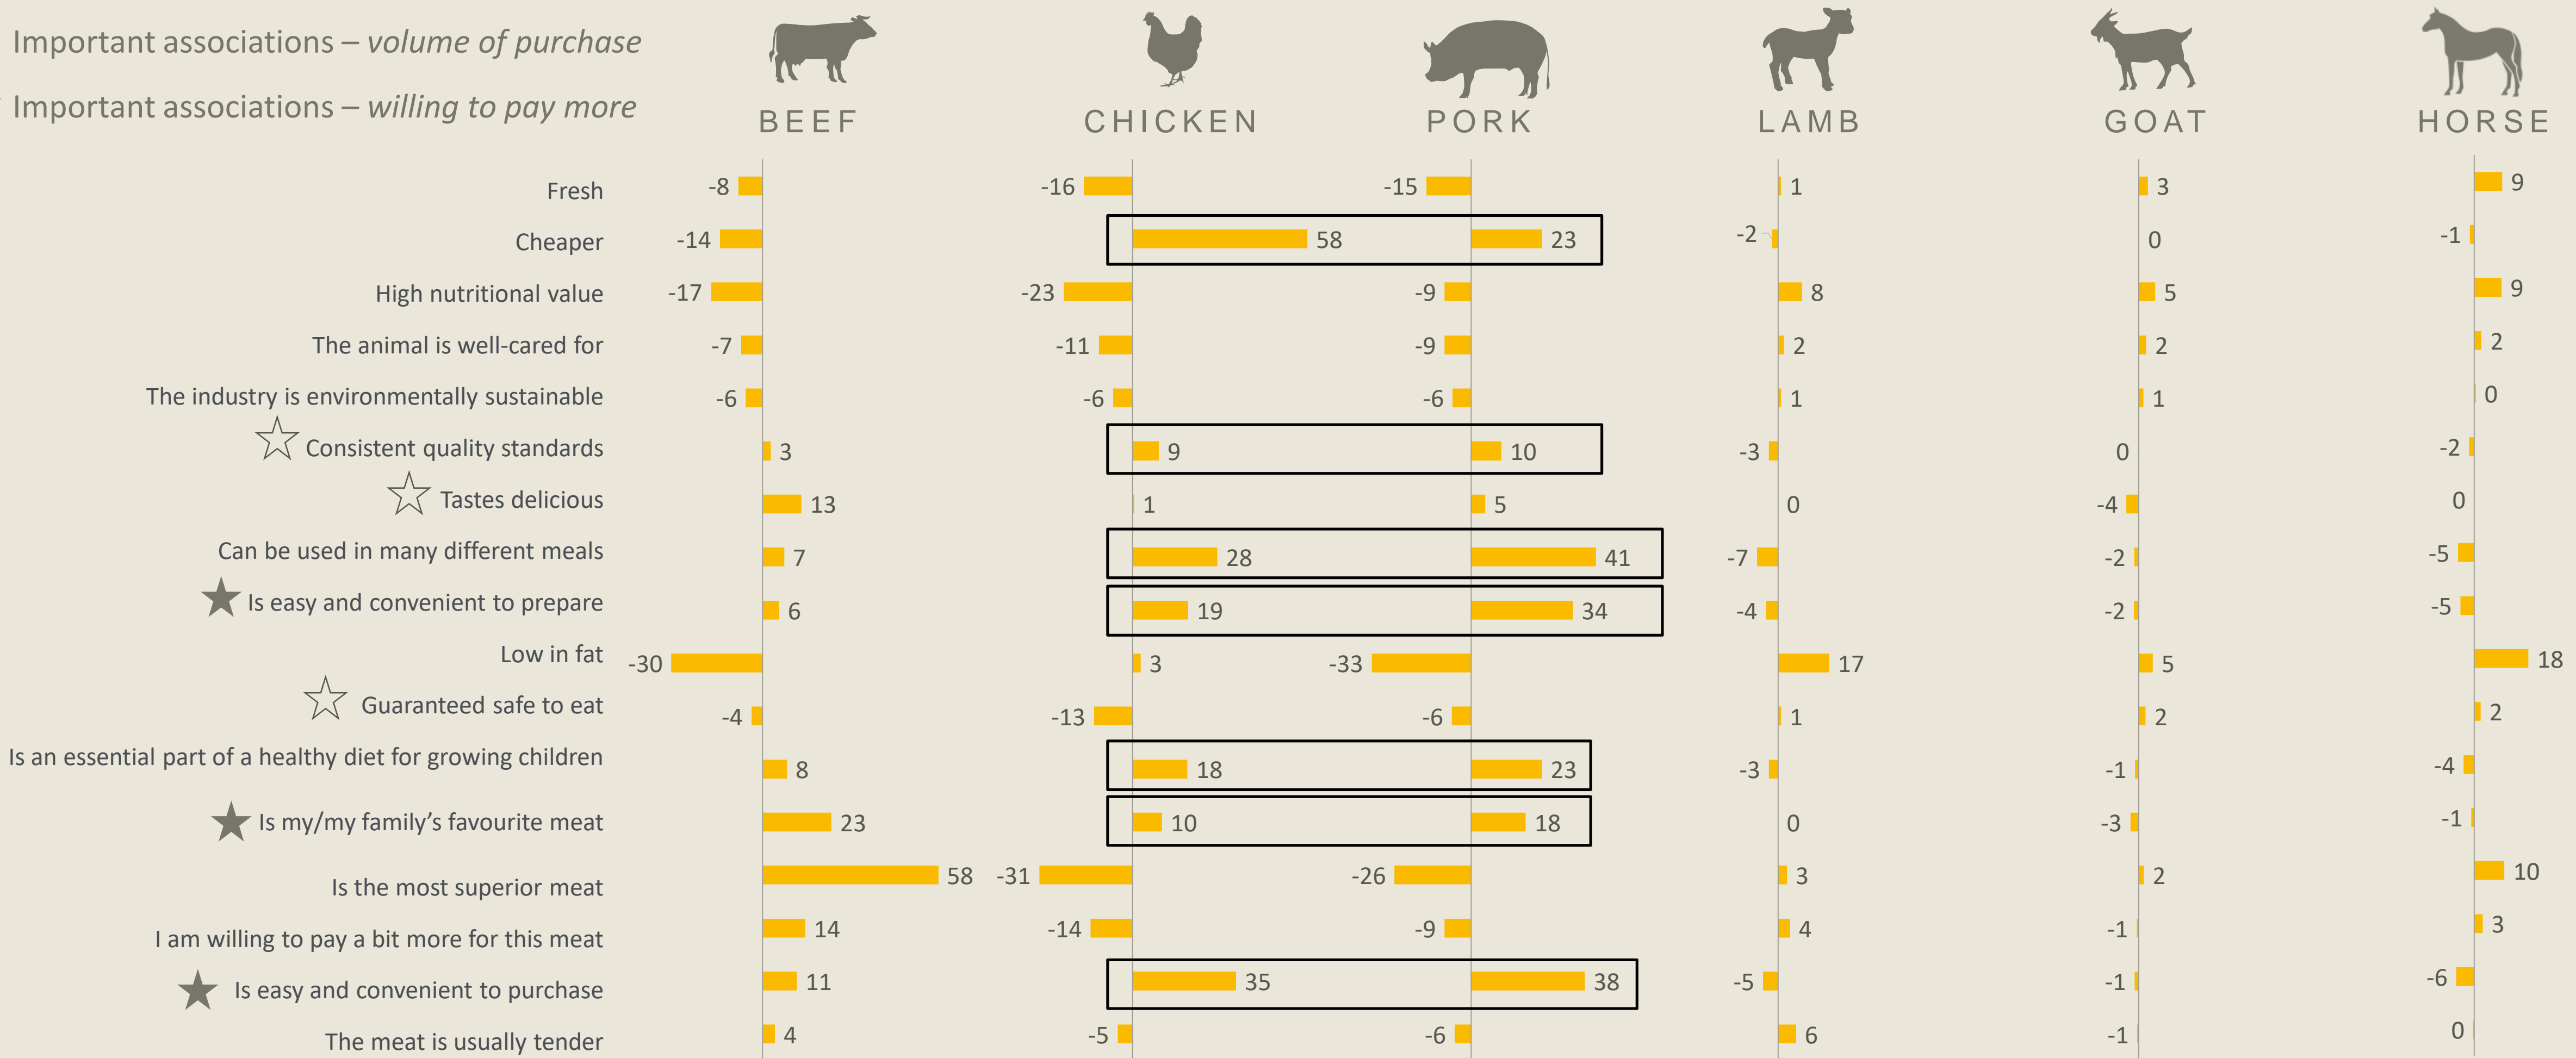 Important associations – volume of purchase
Important associations – willing to pay more
BEEF CHICKEN PORK LAMB GOAT HORSE
Fresh -8 -16 -15 1 3 9
Cheaper -14 58 23 -2 0 -1
High nutritional value -17 -23 -9 8 5 9
The animal is well-cared for -7 -11 -9 2 2 2
The industry is environmentally sustainable -6 -6 -6 1 1 0
Consistent quality standards 3 9 10 -3 0 -2
Tastes delicious 13 1 5 0 -4 0
Can be used in many different meals 7 28 41 -7 -2 -5
Is easy and convenient to prepare 6 19 34 -4 -2 -5
Low in fat -30 3 -33 17 5 18
Guaranteed safe to eat -4 -13 -6 1 2 2
Is an essential part of a healthy diet for growing children 8 18 23 -3 -1 -4
Is my/my family’s favourite meat 23 10 18 0 -3 -1
Is the most superior meat 58 -31 -26 3 2 10
I am willing to pay a bit more for this meat 14 -14 -9 4 -1 3
Is easy and convenient to purchase 11 35 38 -5 -1 -6
The meat is usually tender 4 -5 -6 6 -1 0